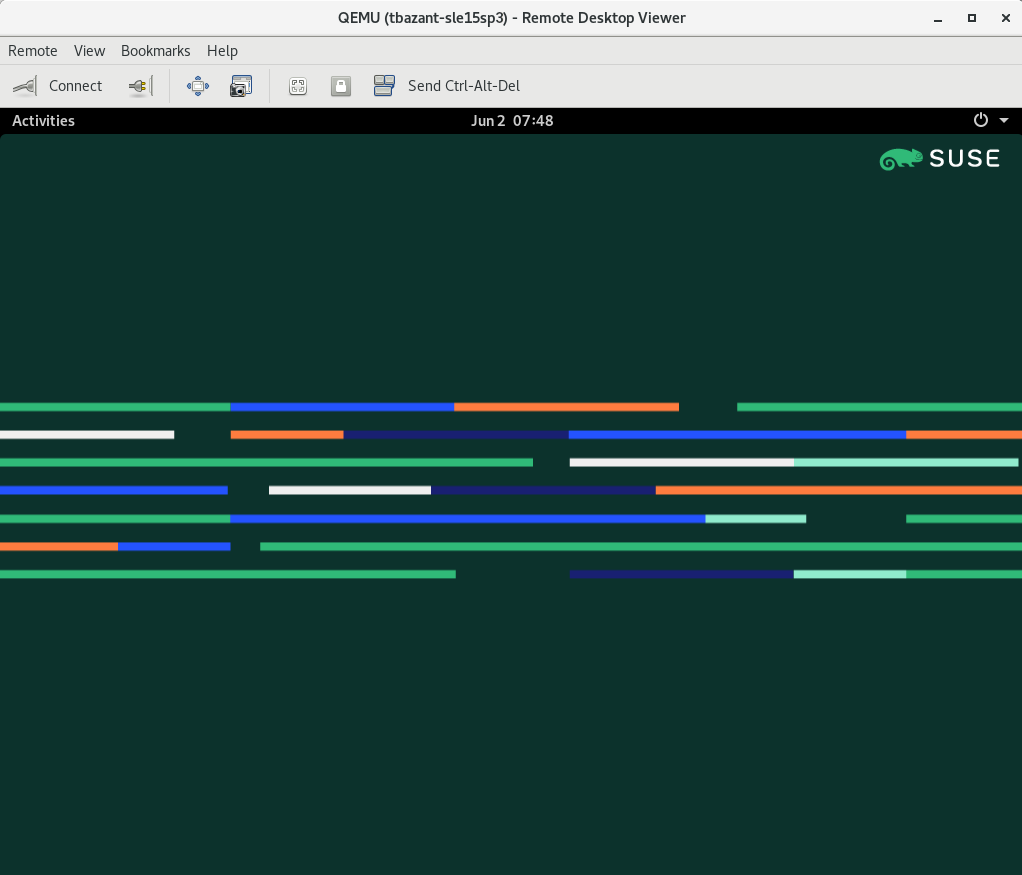 QEMU (tbazant-sle15sp3) - Remote Desktop Viewer
Remote View Bookmarks Help
Connect Send Ctrl-Alt-Del
Activities Jun 2 07:48
SUSE